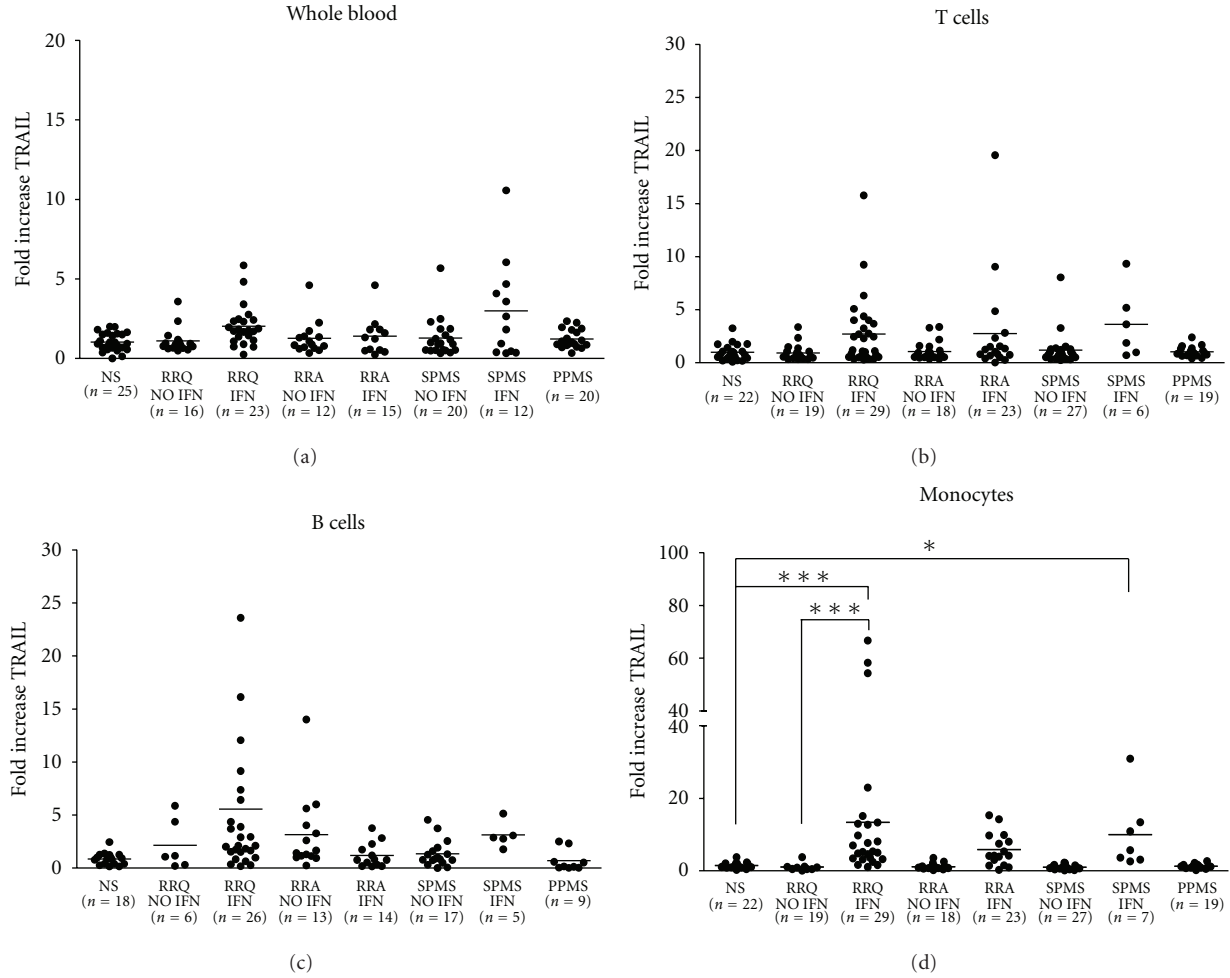 Whole blood
Fold increase TRAIL
20
15
10
5
0
NS
(n = 25)
RRQ
NO IFN
(n = 16)
RRQ
IFN
(n = 23)
RRA
NO IFN
(n = 12)
RRA
IFN
(n = 15)
SPMS
NO IFN
(n = 20)
SPMS
IFN
(n = 12)
PPMS
(n = 20)
(a)
T cells
Fold increase TRAIL
30
25
20
15
10
5
0
NS
(n = 22)
RRQ
NO IFN
(n = 19)
RRQ
IFN
(n = 29)
RRA
NO IFN
(n = 18)
RRA
IFN
(n = 23)
SPMS
NO IFN
(n = 27)
SPMS
IFN
(n = 6)
PPMS
(n = 19)
(b)
B cells
Fold increase TRAIL
30
25
20
15
10
5
0
NS
(n = 18)
RRQ
NO IFN
(n = 6)
RRQ
IFN
(n = 26)
RRA
NO IFN
(n = 13)
RRA
IFN
(n = 14)
SPMS
NO IFN
(n = 17)
SPMS
IFN
(n = 5)
PPMS
(n = 9)
(c)
Monocytes
Fold increase TRAIL
100
80
60
40
40
20
0
*
***
***
NS
(n = 22)
RRQ
NO IFN
(n = 19)
RRQ
IFN
(n = 29)
RRA
NO IFN
(n = 18)
RRA
IFN
(n = 23)
SPMS
NO IFN
(n = 27)
SPMS
IFN
(n = 7)
PPMS
(n = 19)
(d)